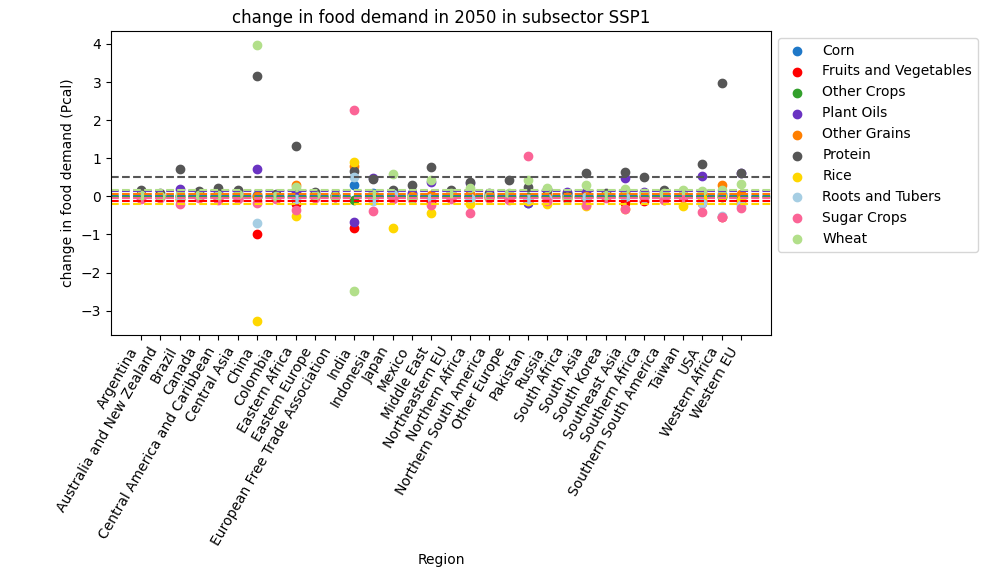 change in food demand in 2050 in subsector SSP1
change in food demand (Pcal)
4
3
2
1
0
−1
−2
−3
Argentina
Australia and New Zealand
Brazil
Canada
Central America and Caribbean
Central Asia
China
Colombia
Eastern Africa
Eastern Europe
European Free Trade Association
India
Indonesia
Japan
Mexico
Middle East
Northeastern EU
Northern Africa
Northern South America
Other Europe
Pakistan
Russia
South Africa
South Asia
South Korea
Southeast Asia
Southern Africa
Southern South America
Taiwan
USA
Western Africa
Western EU
Region
Corn
Fruits and Vegetables
Other Crops
Plant Oils
Other Grains
Protein
Rice
Roots and Tubers
Sugar Crops
Wheat